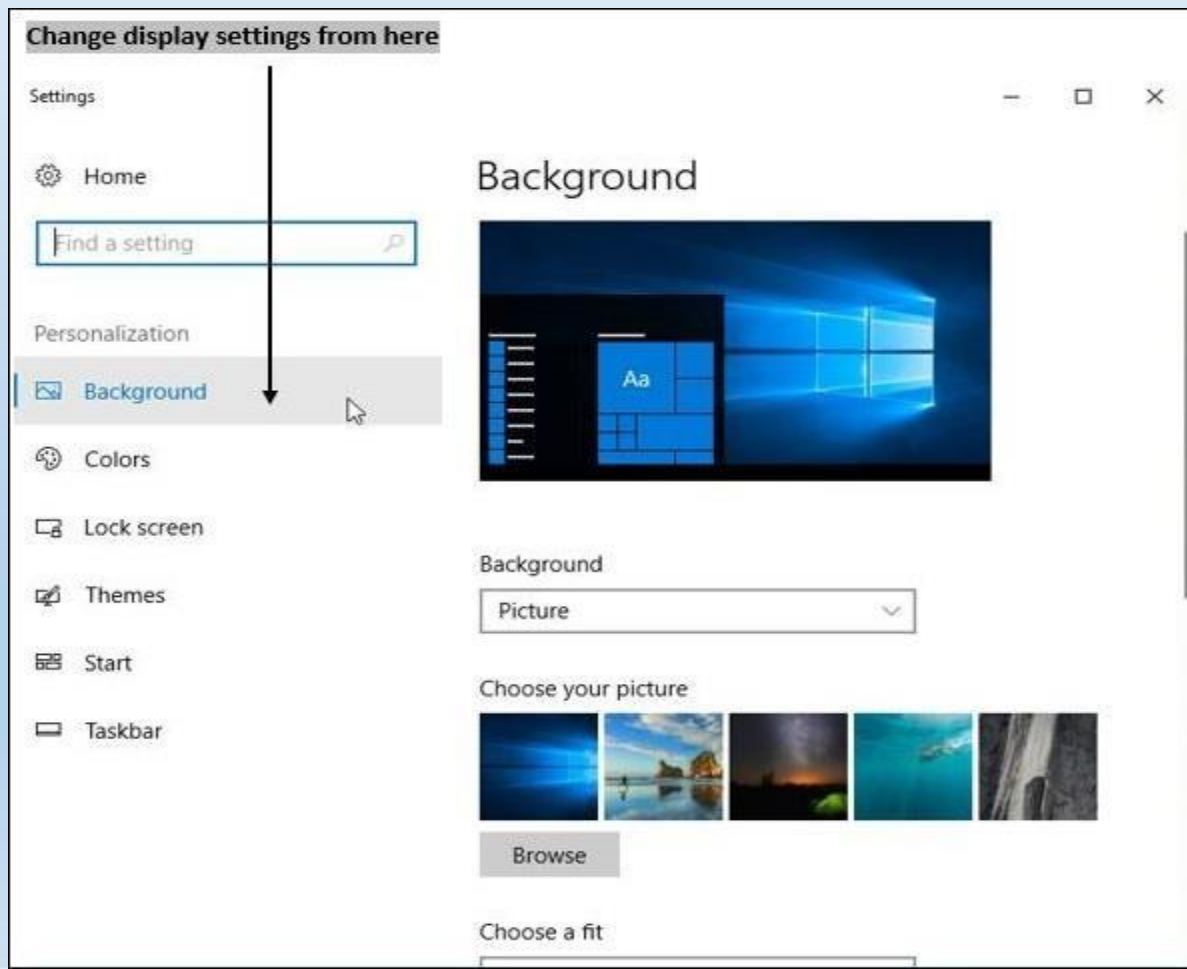 Change display settings from here
Settings
Home
Find a setting
Personalization
Background
Colors
Lock screen
Themes
Start
Taskbar
Background
Aa
Background
Picture
Choose your picture
Browse
Choose a fit